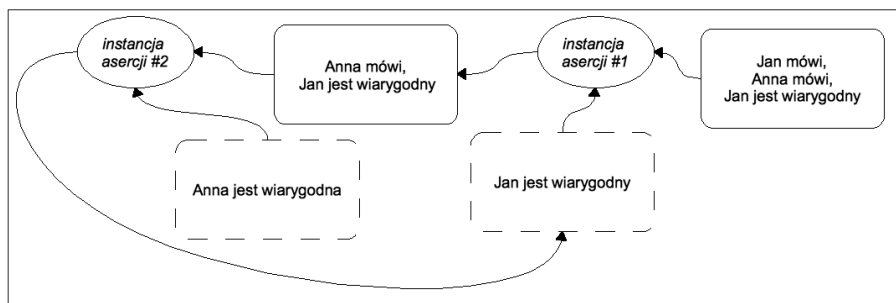 instancja
asercji #2
Anna mówi,
Jan jest wiarygodny
instancja
asercji #1
Jan mówi,
Anna mówi,
Jan jest wiarygodny
Anna jest wiarygodna
Jan jest wiarygodny